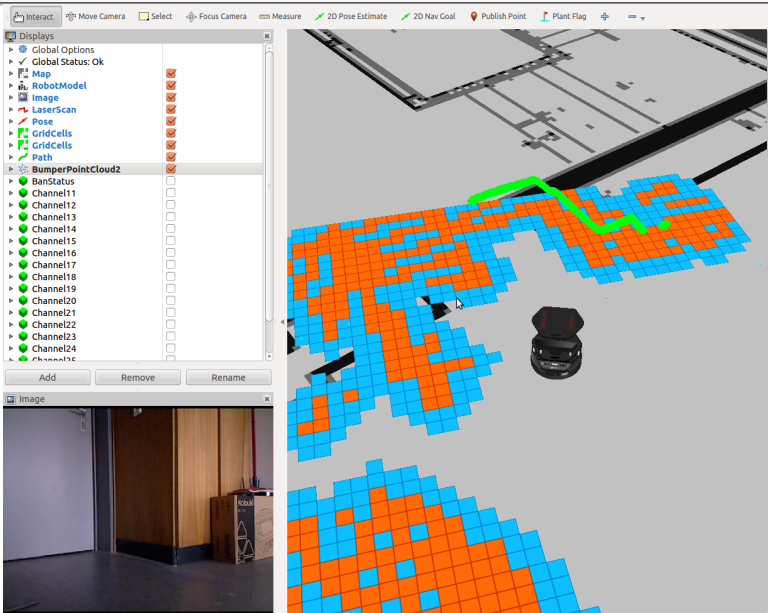 Interact Move Camera Select Focus Camera Measure 2D Pose Estimate 2D Nav Goal Publish Point Plant Flag
Displays
Global Options
Global Status: Ok
Map
RobotModel
Image
LaserScan
Pose
GridCells
GridCells
Path
BumperPointCloud2
BanStatus
Channel11
Channel12
Channel13
Channel14
Channel15
Channel16
Channel17
Channel18
Channel19
Channel20
Channel21
Channel22
Channel23
Channel24
Channel25
Add Remove Rename
Image
Kobuki